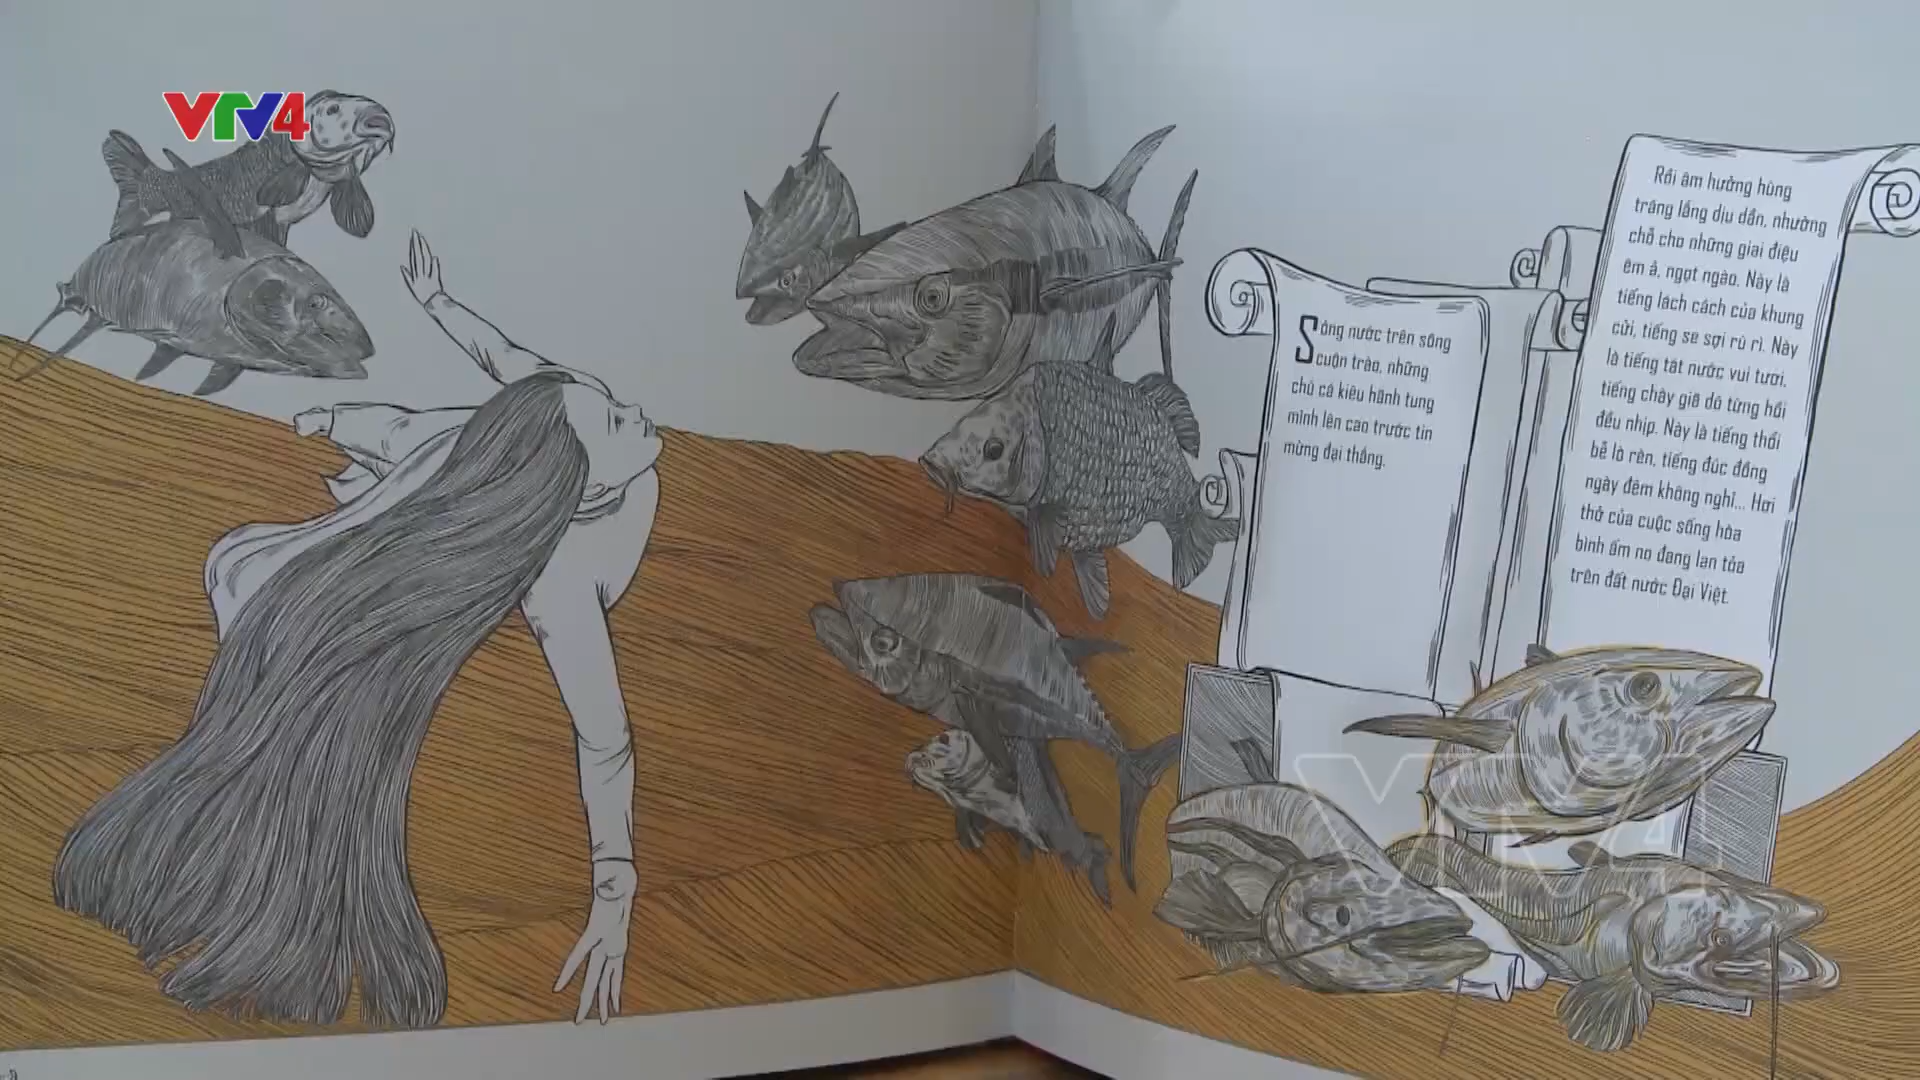 VTV4
Sóng nước trên sông
cuộn trào, những
chú cá kiêu hãnh tung
mình lên cao trước tin
mừng đại thắng.
Rồi âm hưởng hùng
tráng lắng dịu dần, nhường
chỗ cho những giai điệu
êm ả, ngọt ngào. Này là
tiếng lách cách của khung
cửi, tiếng se sợi rù rì. Này
là tiếng tát nước vui tươi,
tiếng chày giã dó từng hồi
đều nhịp. Này là tiếng thổi
bễ lò rèn, tiếng đúc đồng
ngày đêm không nghỉ... Hơi
thở của cuộc sống hòa
bình ấm no đang lan tỏa
trên đất nước Đại Việt.
VTV4